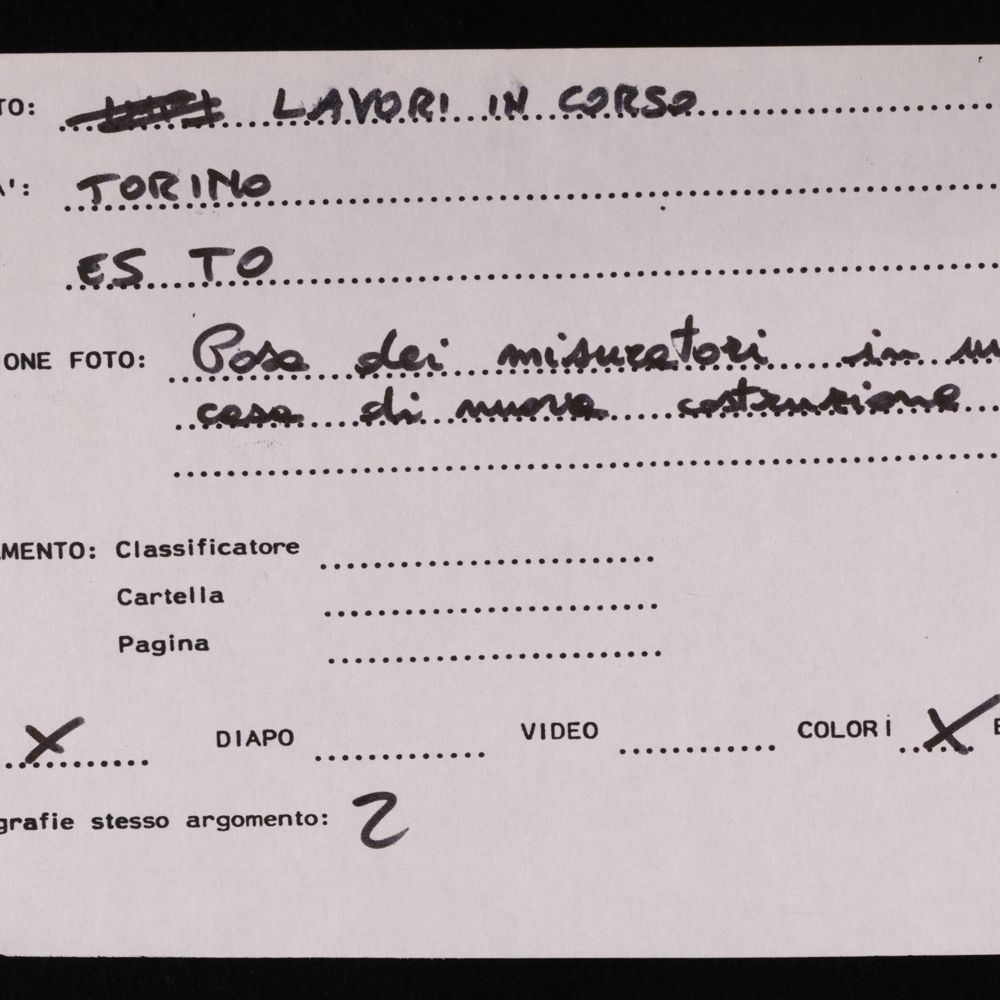 TO: LAVORI IN CORSO
A': TORINO
ES TO
ONE FOTO: Posa dei misuratori in
casa di nuova costruzione
MENTO: Classificatore
Cartella
Pagina
X DIAPO VIDEO COLORI X
grafie stesso argomento: 2